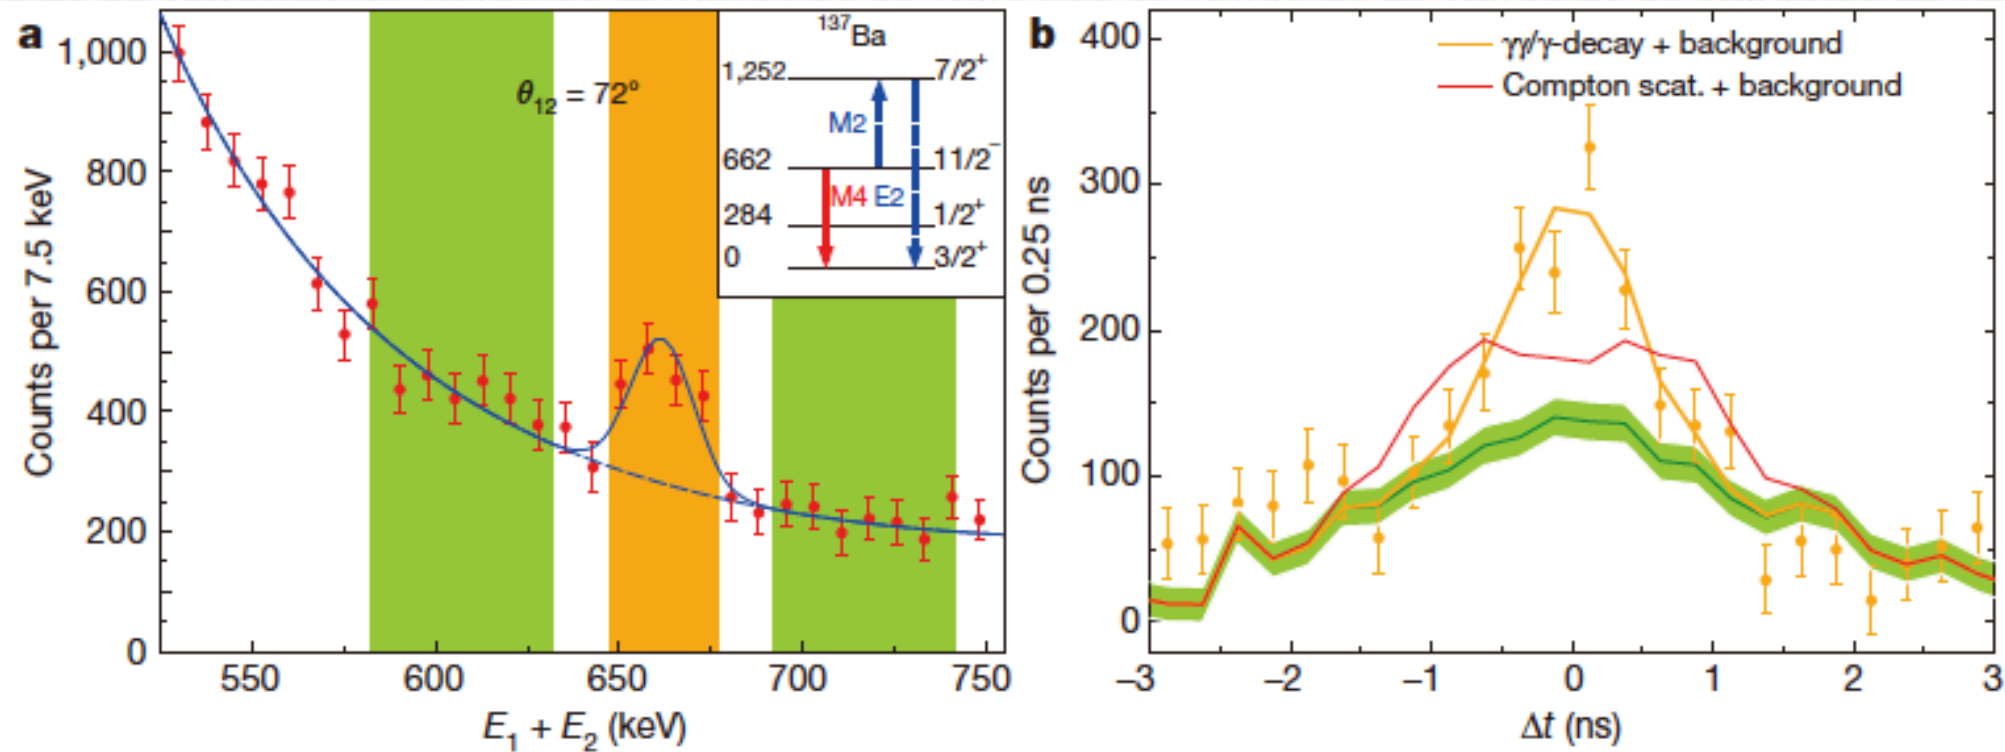 a
1,000
800
600
400
200
0
Counts per 7.5 keV
550
600
650
700
750
E₁ + E₂ (keV)
θ₁₂ = 72°
¹³⁷Ba
1,252
7/2⁺
M2
662
11/2⁻
M4 E2
284
1/2⁺
0
3/2⁺
b
400
300
200
100
0
Counts per 0.25 ns
γγ/γ-decay + background
Compton scat. + background
–3
–2
–1
0
1
2
3
Δt (ns)